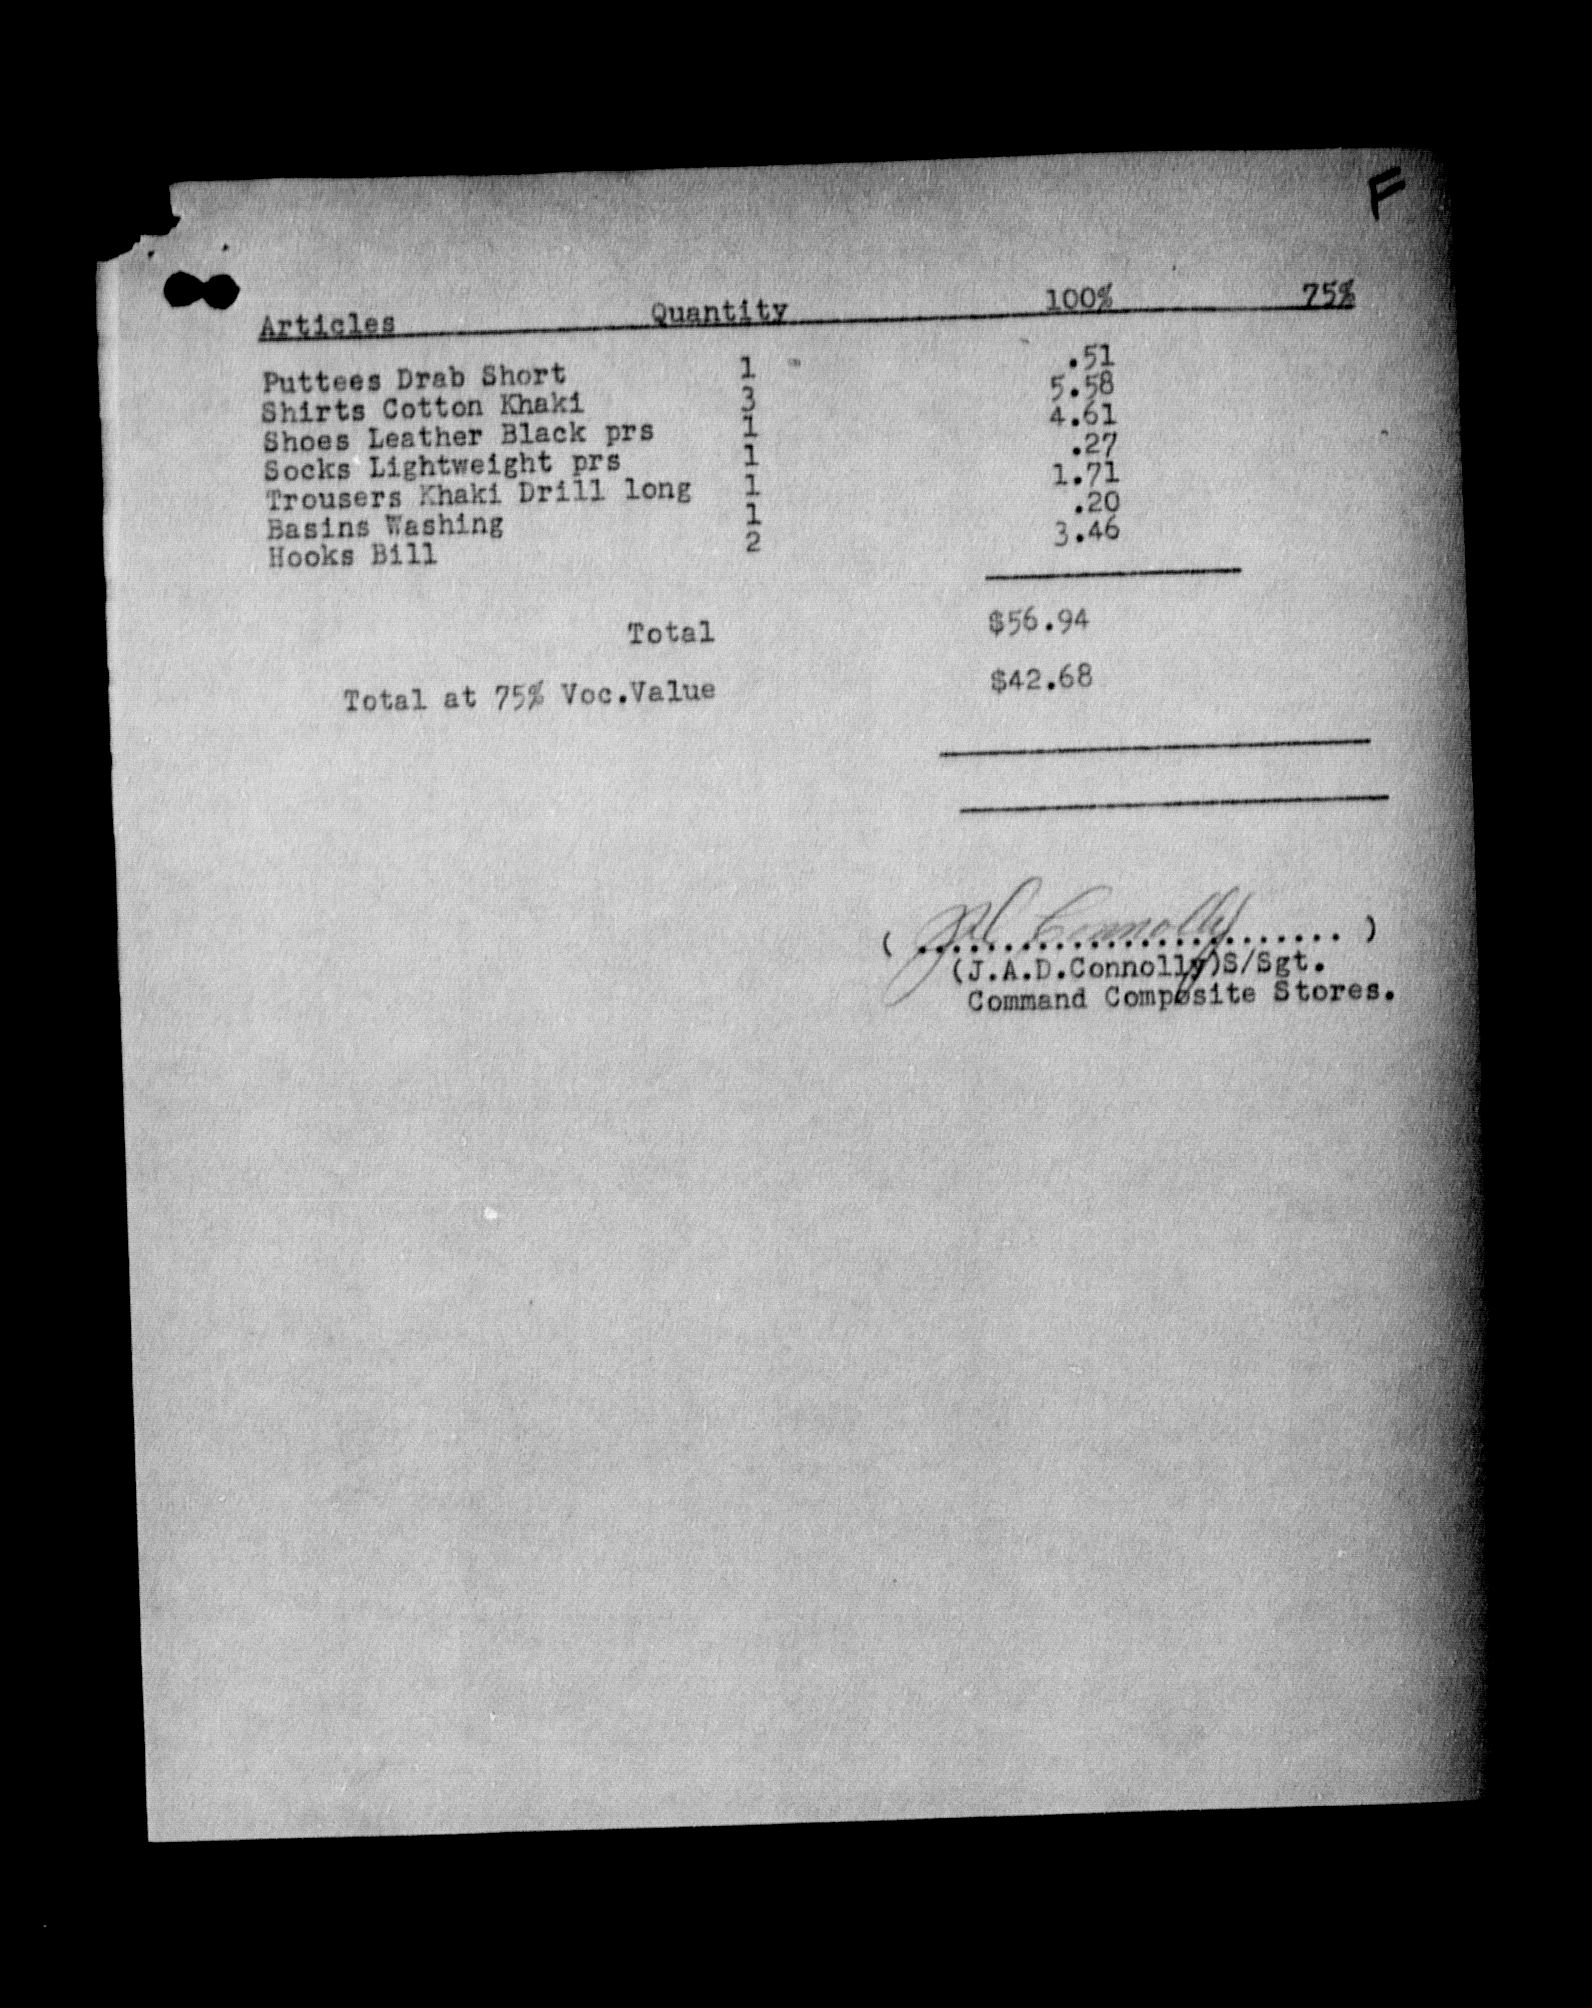 F
Articles Quantity 100% 75%
Puttees Drab Short 1 .51
Shirts Cotton Khaki 3 5.58
Shoes Leather Black prs 1 4.61
Socks Lightweight prs 1 .27
Trousers Khaki Drill long 1 1.71
Basins Washing 1 .20
Hooks Bill 2 3.46
Total $56.94
Total at 75% Voc.Value $42.68
( J.A.D. Connolly ......................... )
(J.A.D.Connolly)S/Sgt.
Command Composite Stores.